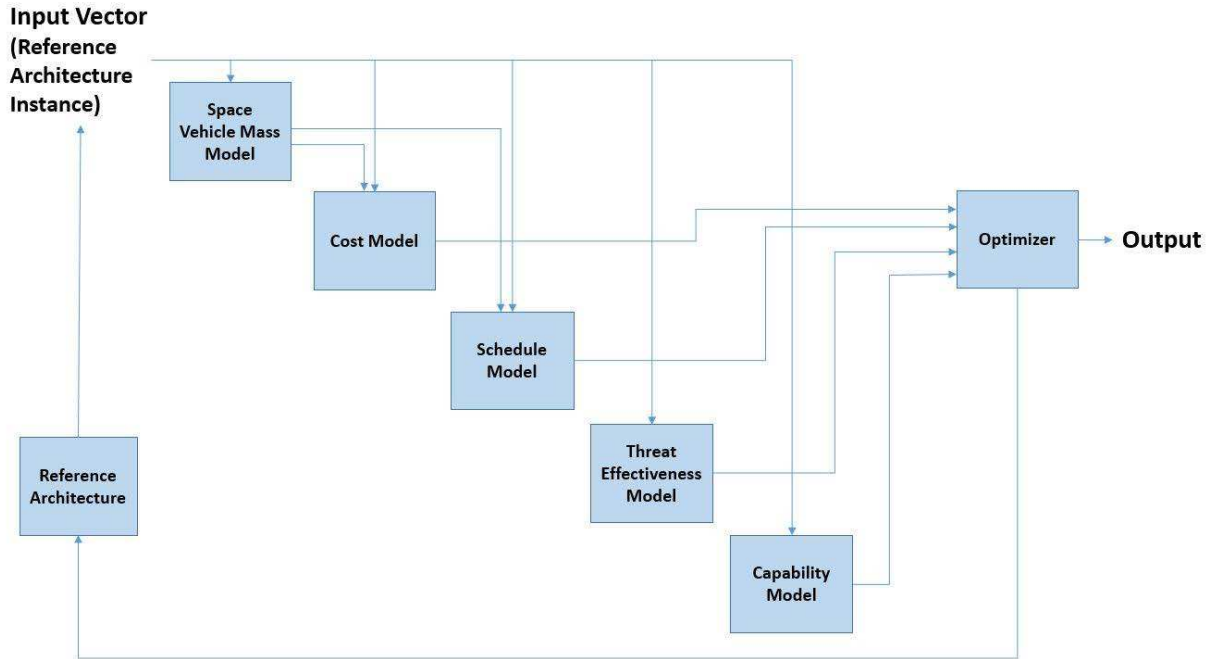 Input Vector
(Reference
Architecture
Instance)
Space
Vehicle Mass
Model
Cost Model
Optimizer
Output
Schedule
Model
Reference
Architecture
Threat
Effectiveness
Model
Capability
Model